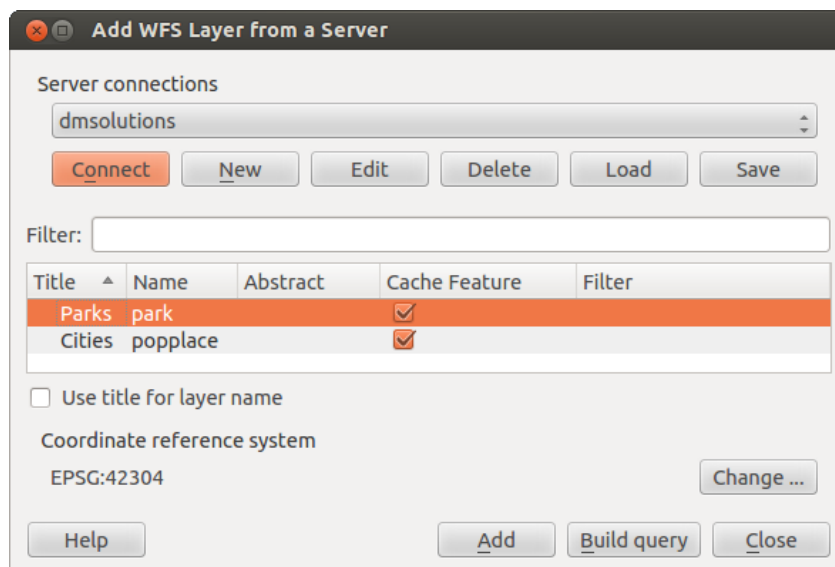 Add WFS Layer from a Server
Server connections
dmsolutions
Connect New Edit Delete Load Save
Filter:
Title Name Abstract Cache Feature Filter
Parks park
Cities popplace
Use title for layer name
Coordinate reference system
EPSG:42304 Change ...
Help Add Build query Close